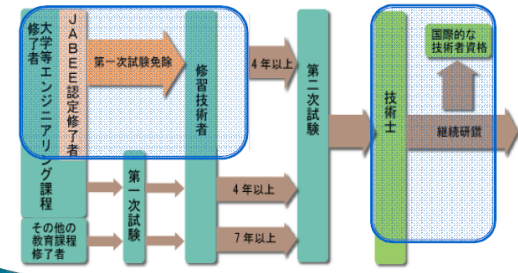 大学等エンジニアリング課程
修了者
JABEE認定修了者
第一次試験免除
修習技術者
4年以上
第二次試験
技術士
国際的な
技術者資格
継続研鑽
第一次試験
4年以上
その他の
教育課程
修了者
7年以上